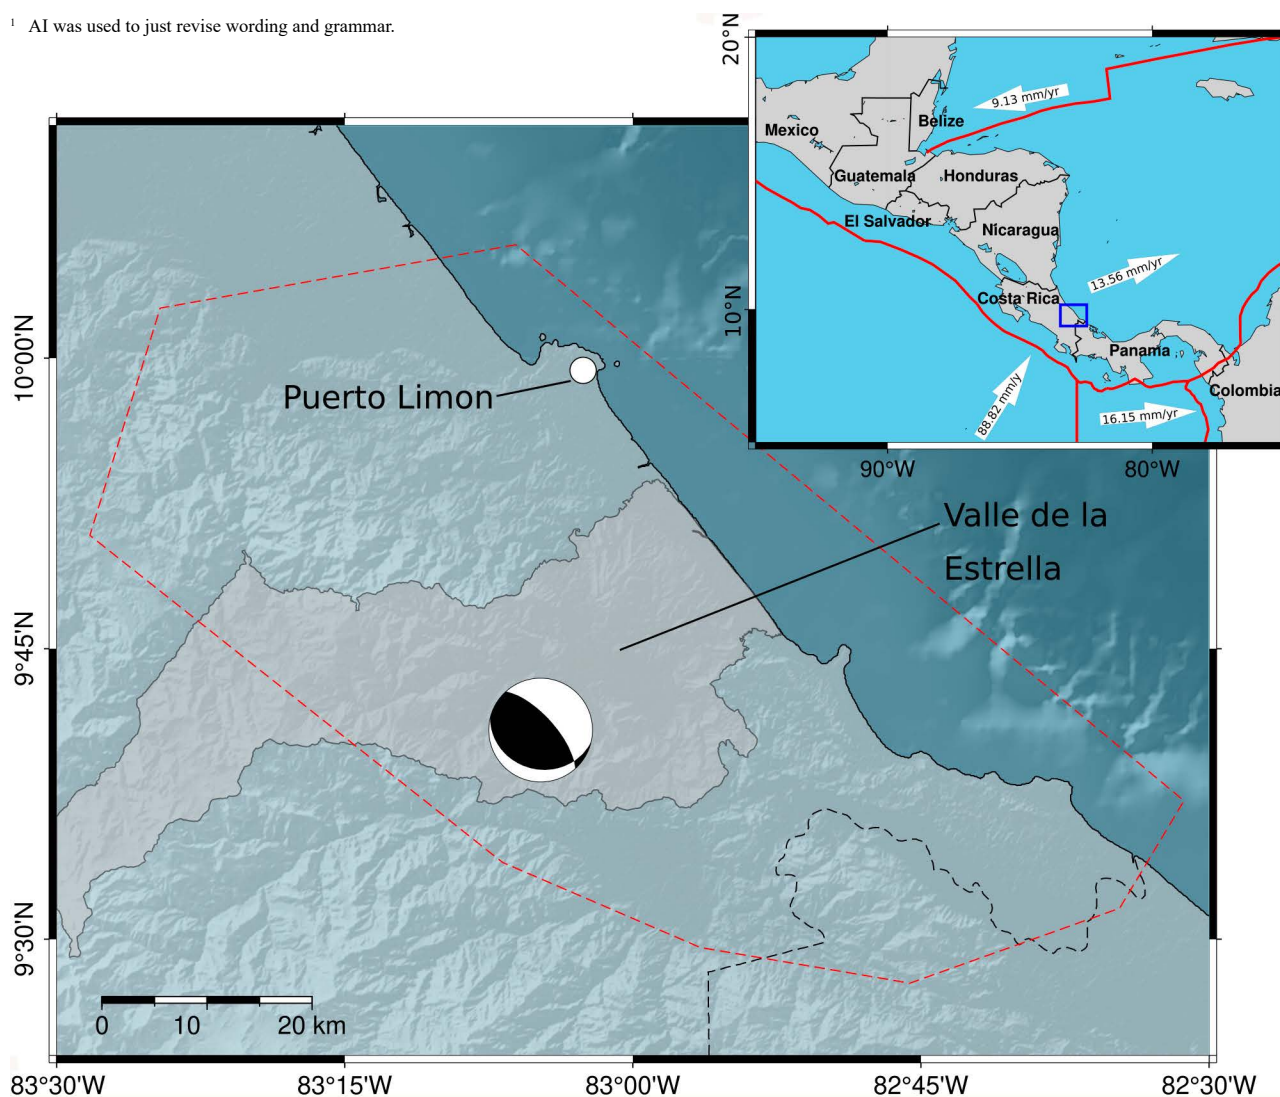 1 AI was used to just revise wording and grammar.
20°N
10°N
9.13 mm/yr
Mexico
Belize
Guatemala
Honduras
El Salvador
Nicaragua
13.56 mm/yr
Costa Rica
Panama
Colombia
88.82 mm/y
16.15 mm/yr
90°W
80°W
10°00'N
9°45'N
9°30'N
Puerto Limon
Valle de la
Estrella
0
10
20 km
83°30'W
83°15'W
83°00'W
82°45'W
82°30'W